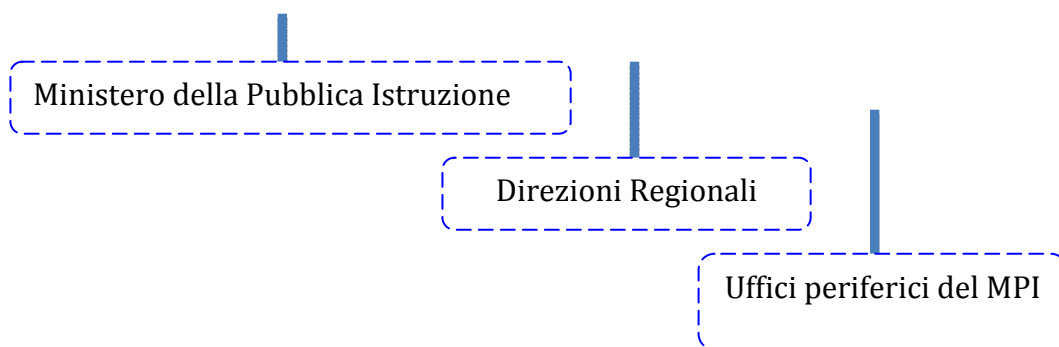 Ministero della Pubblica Istruzione
Direzioni Regionali
Uffici periferici del MPI